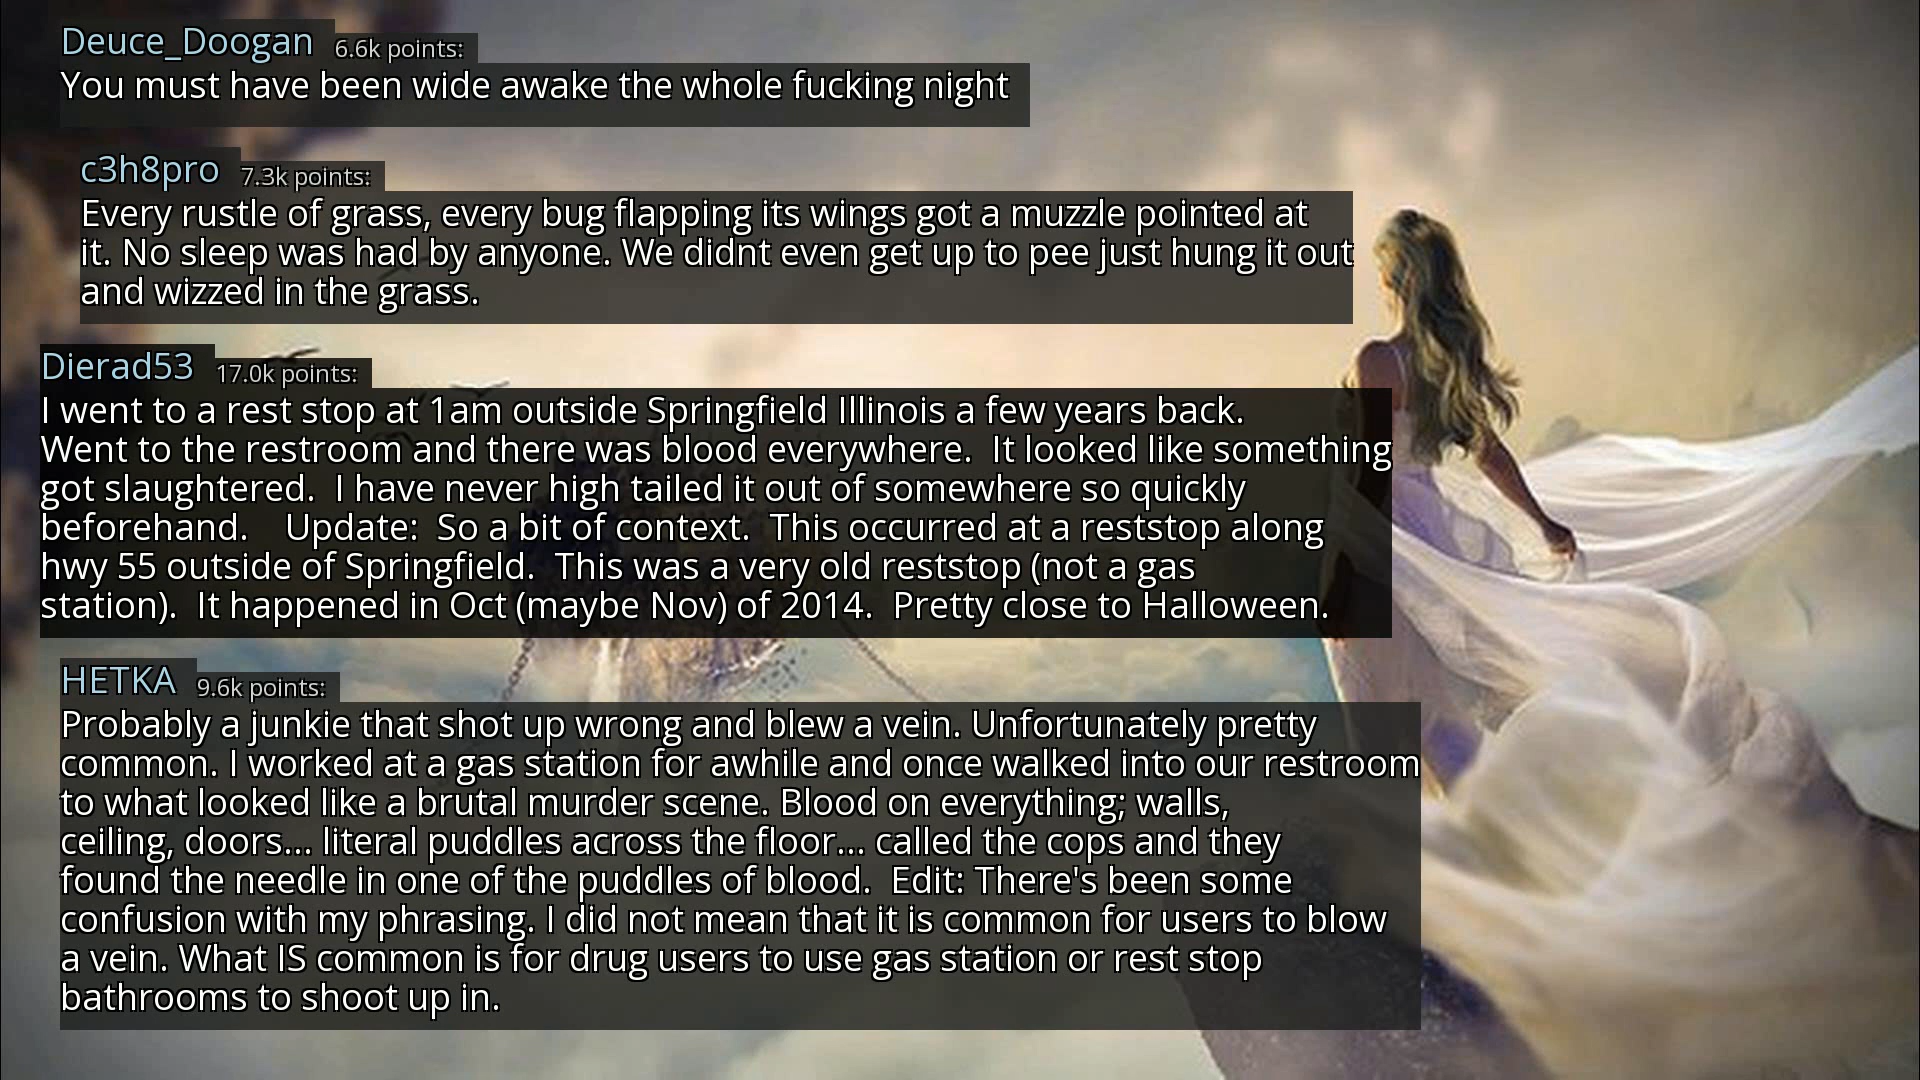 Deuce_Doogan 6.6k points:
You must have been wide awake the whole fucking night
c3h8pro 7.3k points:
Every rustle of grass, every bug flapping its wings got a muzzle pointed at
it. No sleep was had by anyone. We didnt even get up to pee just hung it out
and wizzed in the grass.
Dierad53 17.0k points:
I went to a rest stop at 1am outside Springfield Illinois a few years back.
Went to the restroom and there was blood everywhere.  It looked like something
got slaughtered.  I have never high tailed it out of somewhere so quickly
beforehand.    Update:  So a bit of context.  This occurred at a reststop along
hwy 55 outside of Springfield.  This was a very old reststop (not a gas
station).  It happened in Oct (maybe Nov) of 2014.  Pretty close to Halloween.
HETKA 9.6k points:
Probably a junkie that shot up wrong and blew a vein. Unfortunately pretty
common. I worked at a gas station for awhile and once walked into our restroom
to what looked like a brutal murder scene. Blood on everything; walls,
ceiling, doors... literal puddles across the floor... called the cops and they
found the needle in one of the puddles of blood.  Edit: There's been some
confusion with my phrasing. I did not mean that it is common for users to blow
a vein. What IS common is for drug users to use gas station or rest stop
bathrooms to shoot up in.